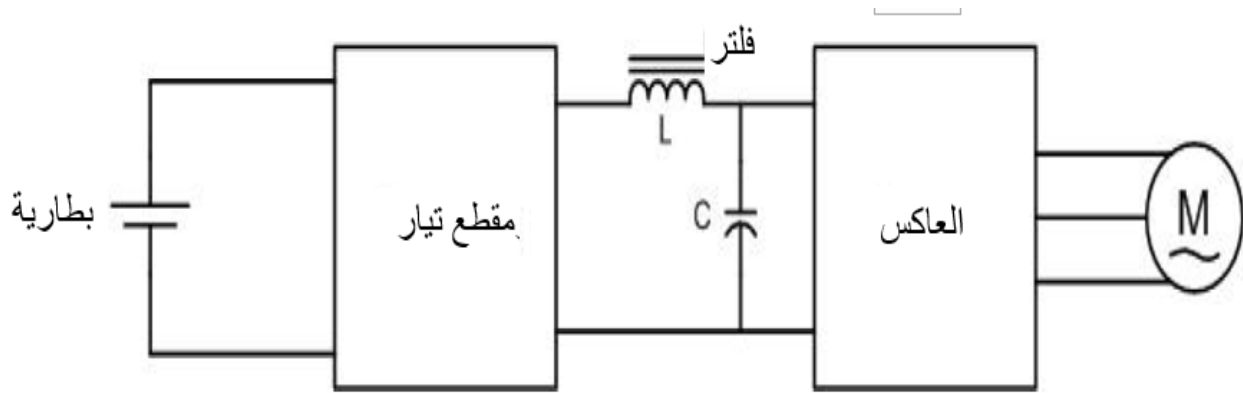 فلتر
L
بطارية
مقطع تيار
C
العاكس
M